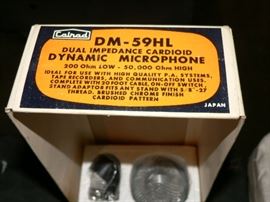 Calrad
DM-59HL
DUAL IMPEDANCE CARDIOID
DYNAMIC MICROPHONE
200 Ohm LOW - 50,000 Ohm HIGH
IDEAL FOR USE WITH HIGH QUALITY P.A. SYSTEMS,
TAPE RECORDERS, AND COMMUNICATION USES.
COMPLETE WITH 20 FOOT CABLE, ON-OFF SWITCH,
STAND ADAPTOR FITS ANY STAND WITH 5/8"-27
THREAD. BRUSHED CHROME FINISH
CARDIOID PATTERN
JAPAN